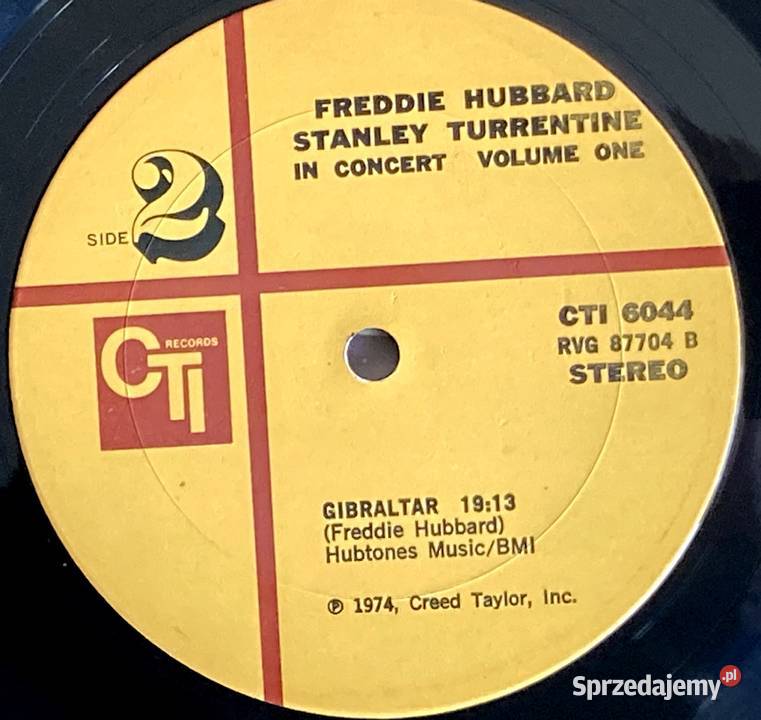 FREDDIE HUBBARD
STANLEY TURRENTINE
IN CONCERT VOLUME ONE
SIDE 2
CTI RECORDS
CTI 6044
RVG 87704 B
STEREO
GIBRALTAR 19:13
(Freddie Hubbard)
Hubtones Music/BMI
℗ 1974, Creed Taylor, Inc.
Sprzedajemy.pl